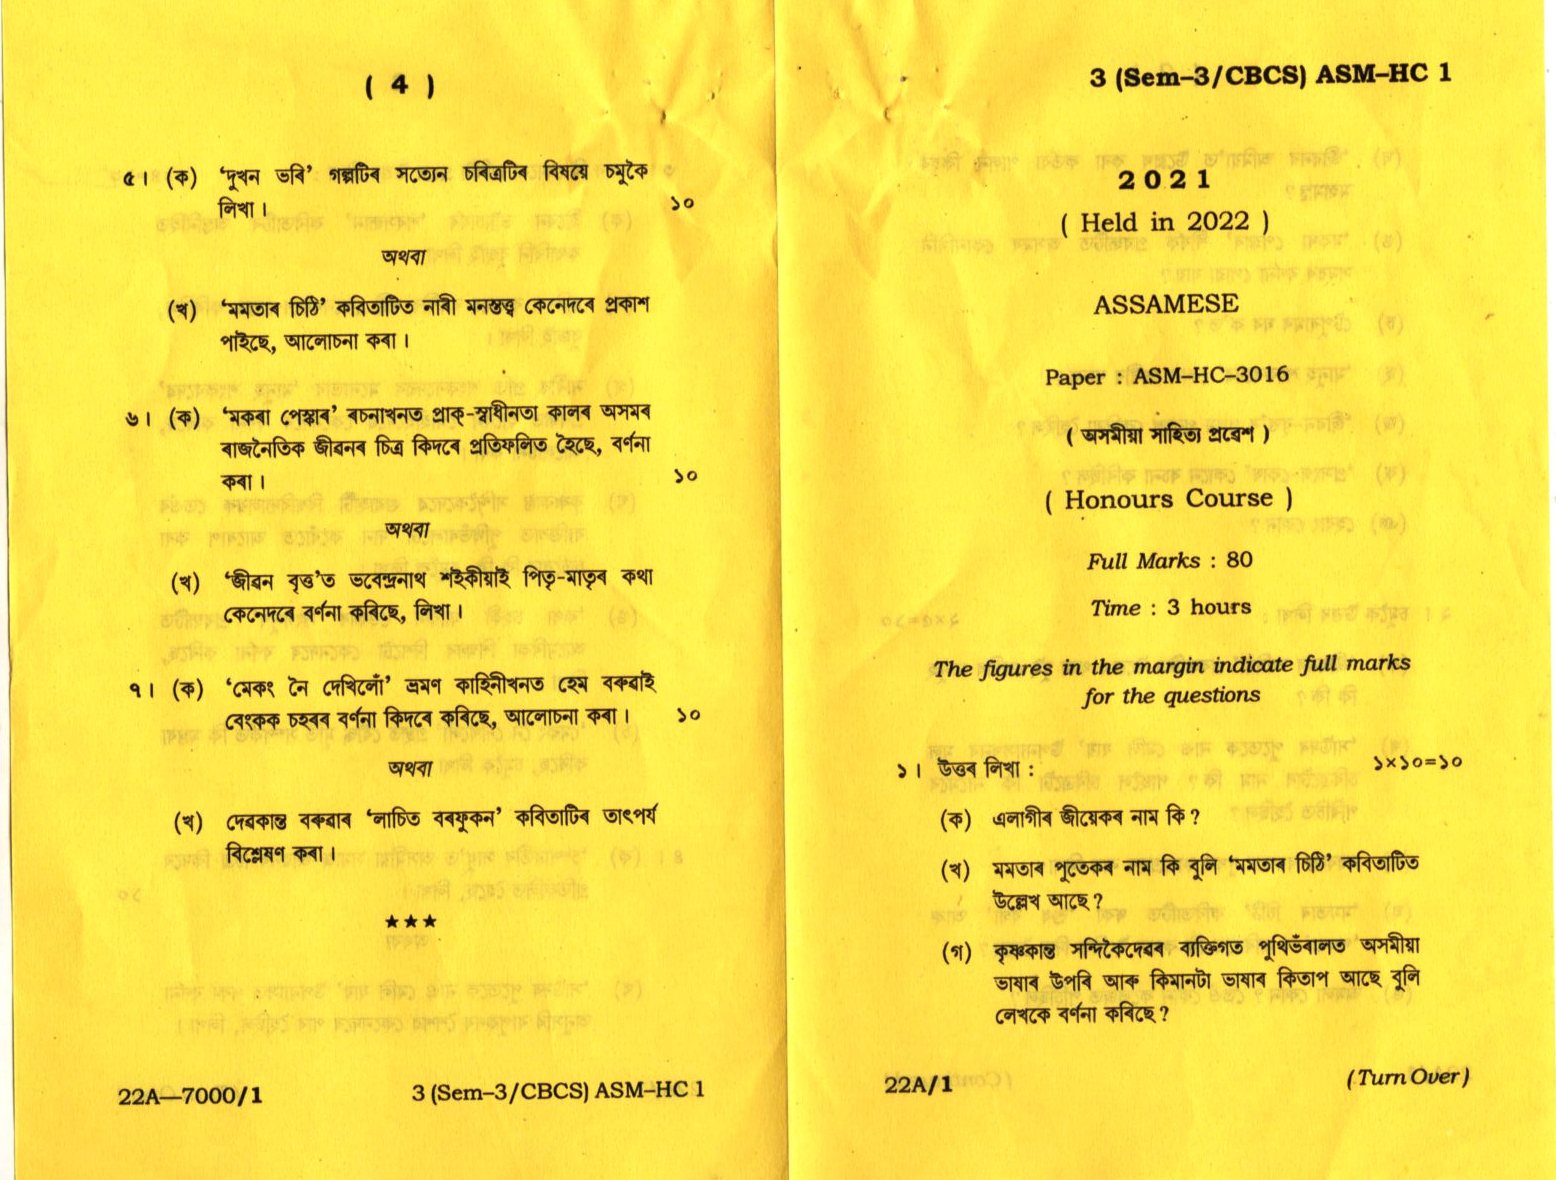 ( 4 )
৫। (ক) ‘দুখন ভৰি’ গল্পটিৰ সত্যেন চৰিত্ৰটিৰ বিষয়ে চমুকৈ
লিখা। ১০
অথবা
(খ) ‘মমতাৰ চিঠি’ কবিতাটিত নাৰী মনস্তত্ত্ব কেনেদৰে প্ৰকাশ
পাইছে, আলোচনা কৰা।
৬। (ক) ‘মকৰা পেস্কাৰ’ ৰচনাখনত প্ৰাক্-স্বাধীনতা কালৰ অসমৰ
ৰাজনৈতিক জীৱনৰ চিত্ৰ কিদৰে প্ৰতিফলিত হৈছে, বৰ্ণনা
কৰা। ১০
অথবা
(খ) ‘জীৱন বৃত্ত’ত ভবেন্দ্ৰনাথ শইকীয়াই পিতৃ-মাতৃৰ কথা
কেনেদৰে বৰ্ণনা কৰিছে, লিখা।
৭। (ক) ‘মেকং নৈ দেখিলোঁ’ ভ্ৰমণ কাহিনীখনত হেম বৰুৱাই
বেংকক চহৰৰ বৰ্ণনা কিদৰে কৰিছে, আলোচনা কৰা। ১০
অথবা
(খ) দেৱকান্ত বৰুৱাৰ ‘লাচিত বৰফুকন’ কবিতাটিৰ তাৎপৰ্য
বিশ্লেষণ কৰা।
★★★
22A—7000/1 3 (Sem–3/CBCS) ASM–HC 1
3 (Sem–3/CBCS) ASM–HC 1
2021
( Held in 2022 )
ASSAMESE
Paper : ASM–HC–3016
( অসমীয়া সাহিত্য প্ৰৱেশ )
( Honours Course )
Full Marks : 80
Time : 3 hours
The figures in the margin indicate full marks
for the questions
১। উত্তৰ লিখা : ১×১০=১০
(ক) এলাগীৰ জীয়েকৰ নাম কি?
(খ) মমতাৰ পুতেকৰ নাম কি বুলি ‘মমতাৰ চিঠি’ কবিতাটিত
উল্লেখ আছে?
(গ) কৃষ্ণকান্ত সন্দিকৈদেৱৰ ব্যক্তিগত পুথিভঁৰালত অসমীয়া
ভাষাৰ উপৰি আৰু কিমানটা ভাষাৰ কিতাপ আছে বুলি
লেখকে বৰ্ণনা কৰিছে?
22A/1 (Turn Over)